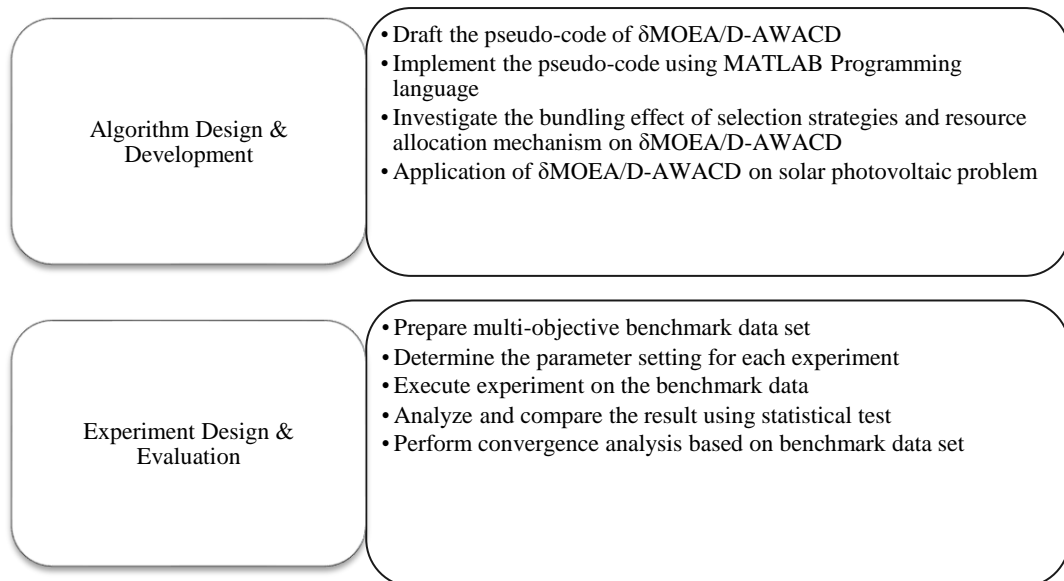 Algorithm Design &
Development
• Draft the pseudo-code of δMOEA/D-AWACD
• Implement the pseudo-code using MATLAB Programming
language
• Investigate the bundling effect of selection strategies and resource
allocation mechanism on δMOEA/D-AWACD
• Application of δMOEA/D-AWACD on solar photovoltaic problem
Experiment Design &
Evaluation
• Prepare multi-objective benchmark data set
• Determine the parameter setting for each experiment
• Execute experiment on the benchmark data
• Analyze and compare the result using statistical test
• Perform convergence analysis based on benchmark data set